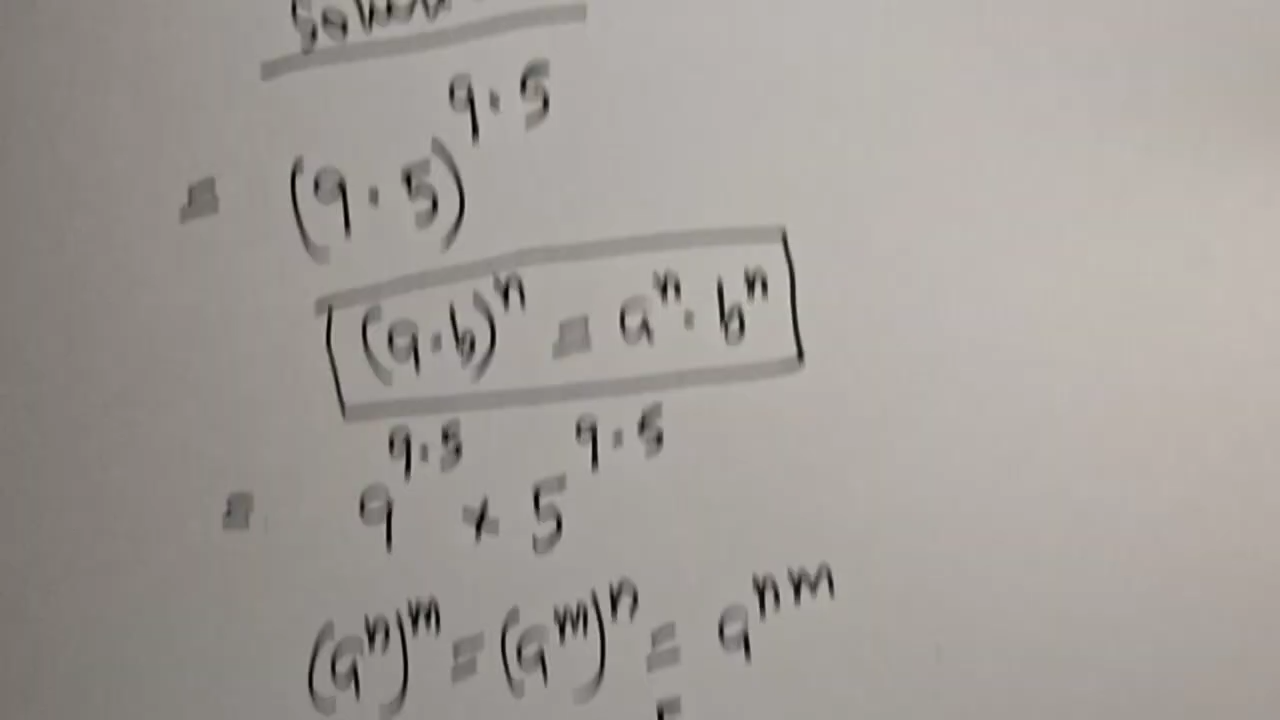 = (9·5)^{9·5}
(a·b)^n = a^n · b^n
= 9^{9·5} × 5^{9·5}
(a^n)^m = (a^m)^n = a^{nm}